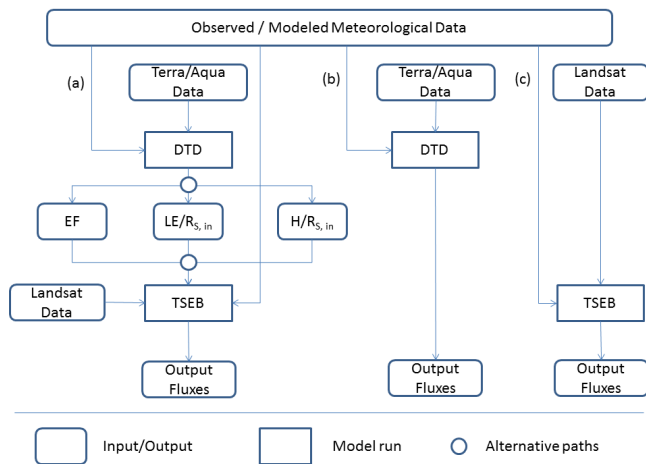 Observed / Modeled Meteorological Data
(a)
Terra/Aqua
Data
(b)
Terra/Aqua
Data
(c)
Landsat
Data
DTD
DTD
EF
LE/RS, in
H/RS, in
Landsat
Data
TSEB
TSEB
Output
Fluxes
Output
Fluxes
Output
Fluxes
Input/Output
Model run
Alternative paths